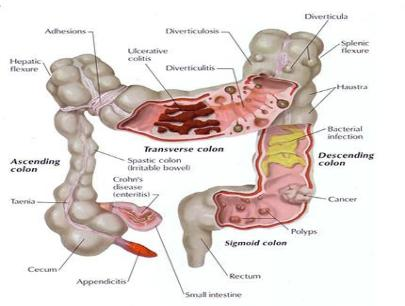 Diverticula
Adhesions
Diverticulosis
Ulcerative
colitis
Splenic
flexure
Hepatic
flexure
Diverticulitis
Haustra
Bacterial
infection
Transverse colon
Ascending
colon
Spastic colon
(Irritable bowel)
Descending
colon
Crohn's
disease
(enteritis)
Taenia
Cancer
Polyps
Sigmoid colon
Cecum
Rectum
Appendicitis
Small intestine